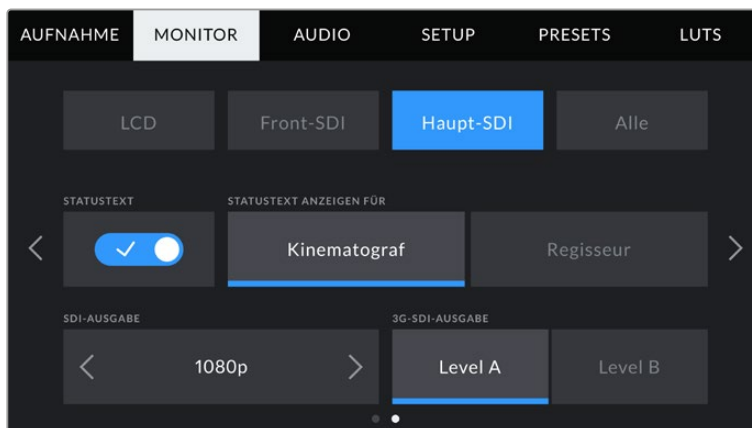 AUFNAHME MONITOR AUDIO SETUP PRESETS LUTS
LCD Front-SDI Haupt-SDI Alle
STATUSTEXT STATUSTEXT ANZEIGEN FÜR
Kinematograf Regisseur
SDI-AUSGABE 3G-SDI-AUSGABE
1080p Level A Level B